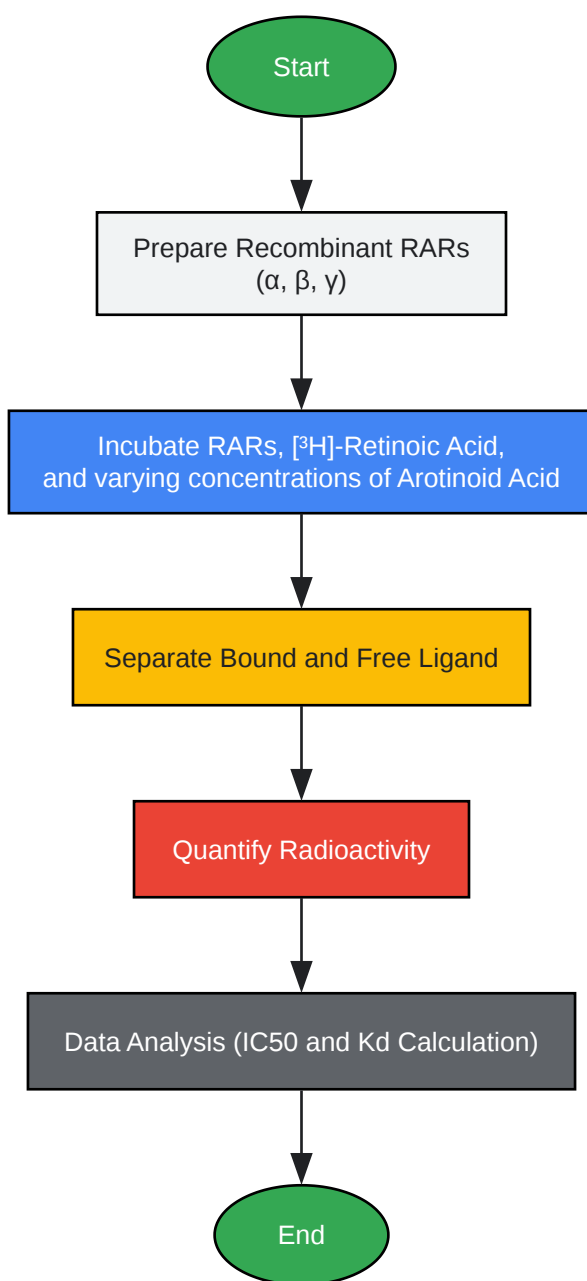 Start
Prepare Recombinant RARs
(α, β, γ)
Incubate RARs, [³H]-Retinoic Acid,
and varying concentrations of Arotinoid Acid
Separate Bound and Free Ligand
Quantify Radioactivity
Data Analysis (IC50 and Kd Calculation)
End